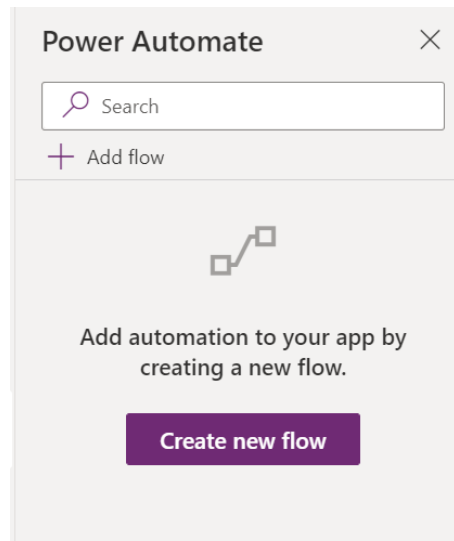 Power Automate
Search
Add flow
Add automation to your app by
creating a new flow.
Create new flow